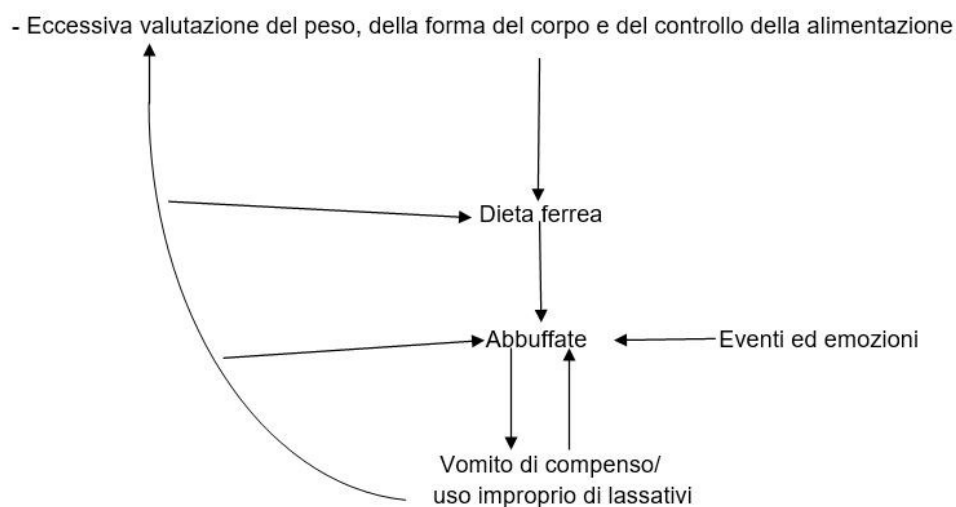 - Eccessiva valutazione del peso, della forma del corpo e del controllo della alimentazione
Dieta ferrea
Abbuffate
Eventi ed emozioni
Vomito di compenso/
uso improprio di lassativi